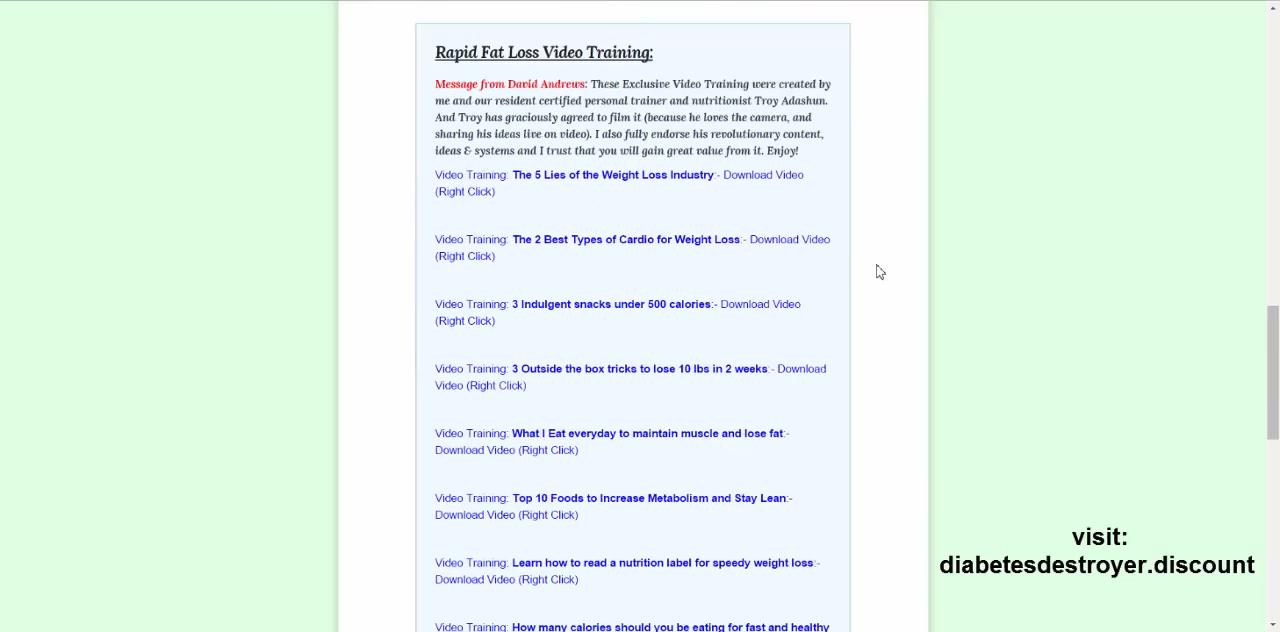 Rapid Fat Loss Video Training:
Message from David Andrews: These Exclusive Video Training were created by
me and our resident certified personal trainer and nutritionist Troy Adashun.
And Troy has graciously agreed to film it (because he loves the camera, and
sharing his ideas live on video). I also fully endorse his revolutionary content,
ideas & systems and I trust that you will gain great value from it. Enjoy!
Video Training: The 5 Lies of the Weight Loss Industry:- Download Video
(Right Click)
Video Training: The 2 Best Types of Cardio for Weight Loss:- Download Video
(Right Click)
Video Training: 3 Indulgent snacks under 500 calories:- Download Video
(Right Click)
Video Training: 3 Outside the box tricks to lose 10 lbs in 2 weeks:- Download
Video (Right Click)
Video Training: What I Eat everyday to maintain muscle and lose fat:-
Download Video (Right Click)
Video Training: Top 10 Foods to Increase Metabolism and Stay Lean:-
Download Video (Right Click)
Video Training: Learn how to read a nutrition label for speedy weight loss:-
Download Video (Right Click)
Video Training: How many calories should you be eating for fast and healthy
visit:
diabetesdestroyer.discount